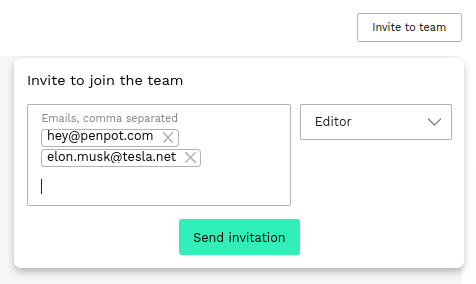 Invite to team
Invite to join the team
Emails, comma separated
hey@penpot.com
elon.musk@tesla.net
Editor
Send invitation